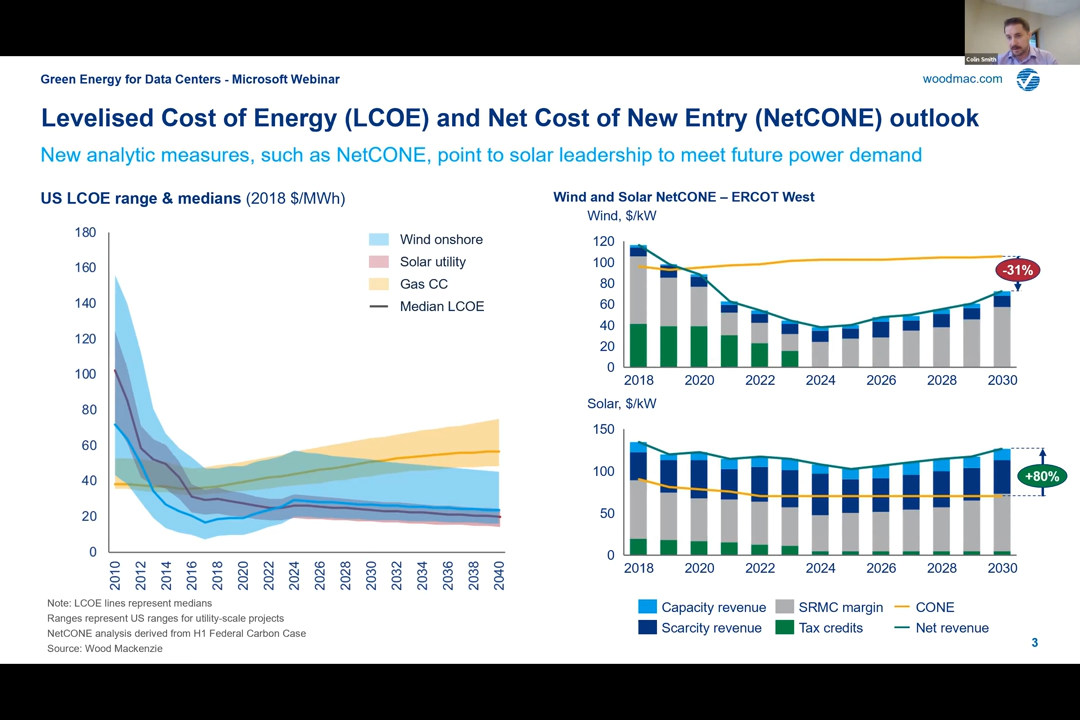 Colin Smith
Green Energy for Data Centers - Microsoft Webinar
woodmac.com
Levelised Cost of Energy (LCOE) and Net Cost of New Entry (NetCONE) outlook
New analytic measures, such as NetCONE, point to solar leadership to meet future power demand
US LCOE range & medians (2018 $/MWh)
180
160
140
120
100
80
60
40
20
0
2010 2012 2014 2016 2018 2020 2022 2024 2026 2028 2030 2032 2034 2036 2038 2040
Wind onshore
Solar utility
Gas CC
Median LCOE
Note: LCOE lines represent medians
Ranges represent US ranges for utility-scale projects
NetCONE analysis derived from H1 Federal Carbon Case
Source: Wood Mackenzie
Wind and Solar NetCONE – ERCOT West
Wind, $/kW
120
100
80
60
40
20
0
2018 2020 2022 2024 2026 2028 2030
-31%
Solar, $/kW
150
100
50
0
2018 2020 2022 2024 2026 2028 2030
+80%
Capacity revenue SRMC margin CONE
Scarcity revenue Tax credits Net revenue
3